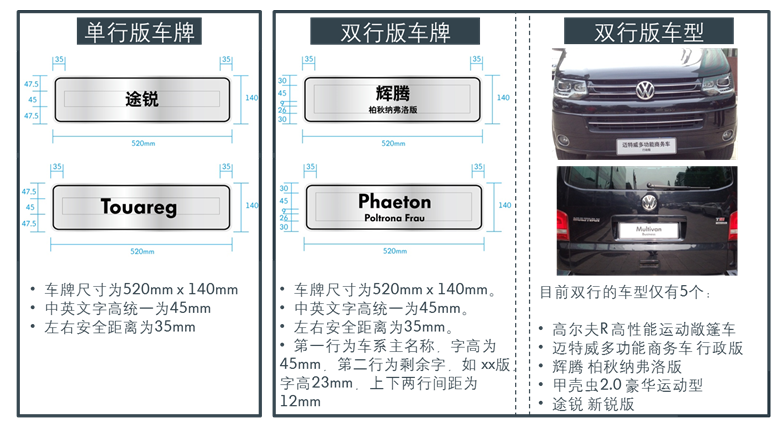 单行版车牌
35
35
47.5
45
47.5
途锐
140
520mm
47.5
45
47.5
Touareg
140
520mm
• 车牌尺寸为520mm x 140mm
• 中英文字高统一为45mm
• 左右安全距离为35mm
双行版车牌
35
35
30
45
9
26
30
辉腾
柏秋纳弗洛版
140
520mm
30
45
9
26
30
Phaeton
Poltrona Frau
140
520mm
• 车牌尺寸为520mm x 140mm。
• 中英文字高统一为45mm。
• 左右安全距离为35mm。
• 第一行为车系主名称，字高为
45mm，第二行为剩余字，如 xx版，
字高23mm，上下两行间距为
12mm
双行版车型
迈特威多功能商务车
Multivan
目前双行的车型仅有5个：
• 高尔夫R 高性能运动敞篷车
• 迈特威多功能商务车 行政版
• 辉腾 柏秋纳弗洛版
• 甲壳虫2.0 豪华运动型
• 途锐 新锐版